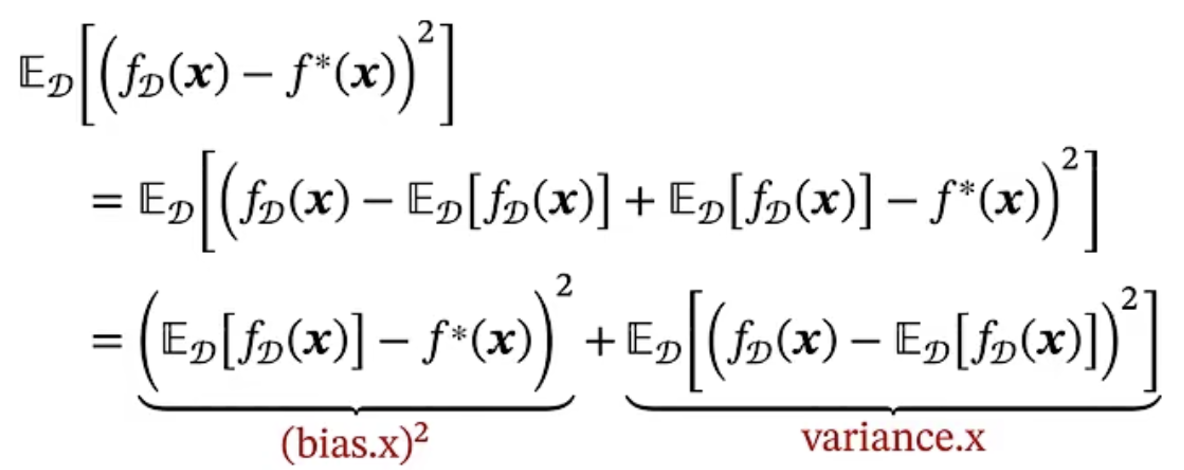 𝔼_𝒟[(f_𝒟(𝒙) − f*(𝒙))²]
= 𝔼_𝒟[(f_𝒟(𝒙) − 𝔼_𝒟[f_𝒟(𝒙)] + 𝔼_𝒟[f_𝒟(𝒙)] − f*(𝒙))²]
= (𝔼_𝒟[f_𝒟(𝒙)] − f*(𝒙))² + 𝔼_𝒟[(f_𝒟(𝒙) − 𝔼_𝒟[f_𝒟(𝒙)])²]
(bias.x)² variance.x